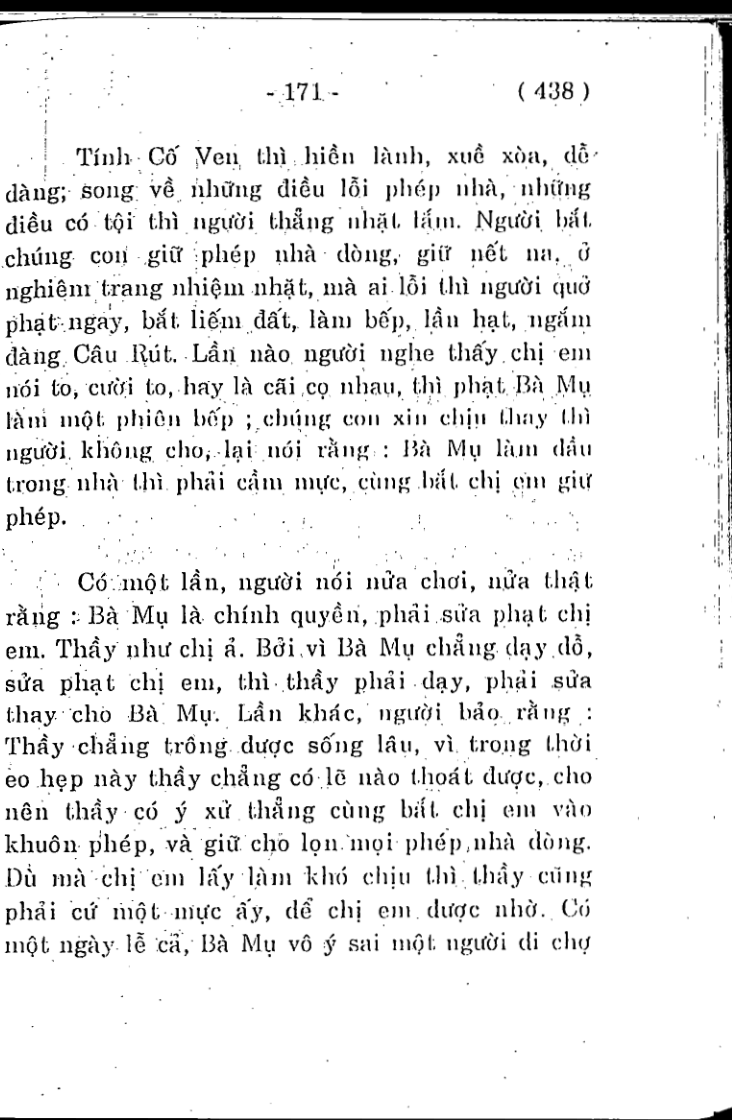 - 171 - ( 438 )
Tính Cố Ven thì hiền lành, xuề xòa, dễ
dàng; song về những điều lỗi phép nhà, những
điều có tội thì người thẳng nhặt lắm. Người bắt
chúng con giữ phép nhà dòng, giữ nết na, ở
nghiêm trang nhiệm nhặt, mà ai lỗi thì người quở
phạt ngay, bắt liếm đất, làm bếp, lần hạt, ngắm
đàng Câu Rút. Lần nào người nghe thấy chị em
nói to, cười to, hay là cãi cọ nhau, thì phạt Bà Mụ
làm một phiên bếp ; chúng con xin chịu thay thì
người không cho, lại nói rằng : Bà Mụ làm đầu
trong nhà thì phải cầm mực, cùng bắt chị em giữ
phép.
Có một lần, người nói nửa chơi, nửa thật
rằng : Bà Mụ là chính quyền, phải sửa phạt chị
em. Thầy như chị ả. Bởi vì Bà Mụ chẳng dạy dỗ,
sửa phạt chị em, thì thầy phải dạy, phải sửa
thay cho Bà Mụ. Lần khác, người bảo rằng :
Thầy chẳng trông được sống lâu, vì trong thời
eo hẹp này thầy chẳng có lẽ nào thoát được, cho
nên thầy có ý xử thẳng cùng bắt chị em vào
khuôn phép, và giữ cho lọn mọi phép nhà dòng.
Dù mà chị em lấy làm khó chịu thì thầy cũng
phải cứ một mực ấy, để chị em được nhờ. Có
một ngày lễ cả, Bà Mụ vô ý sai một người đi chợ